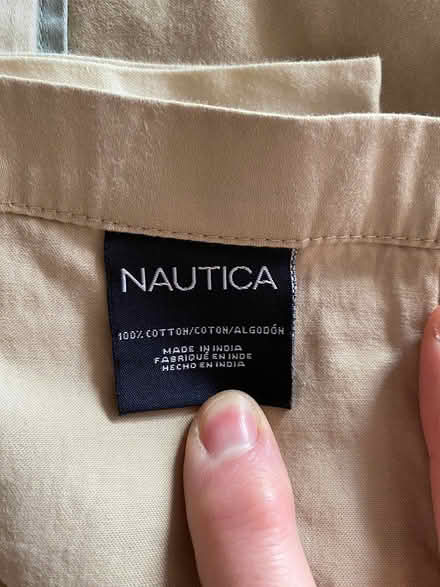 NAUTICA
100% COTTON/COTON/ALGODÓN
MADE IN INDIA
FABRIQUÉ EN INDE
HECHO EN INDIA